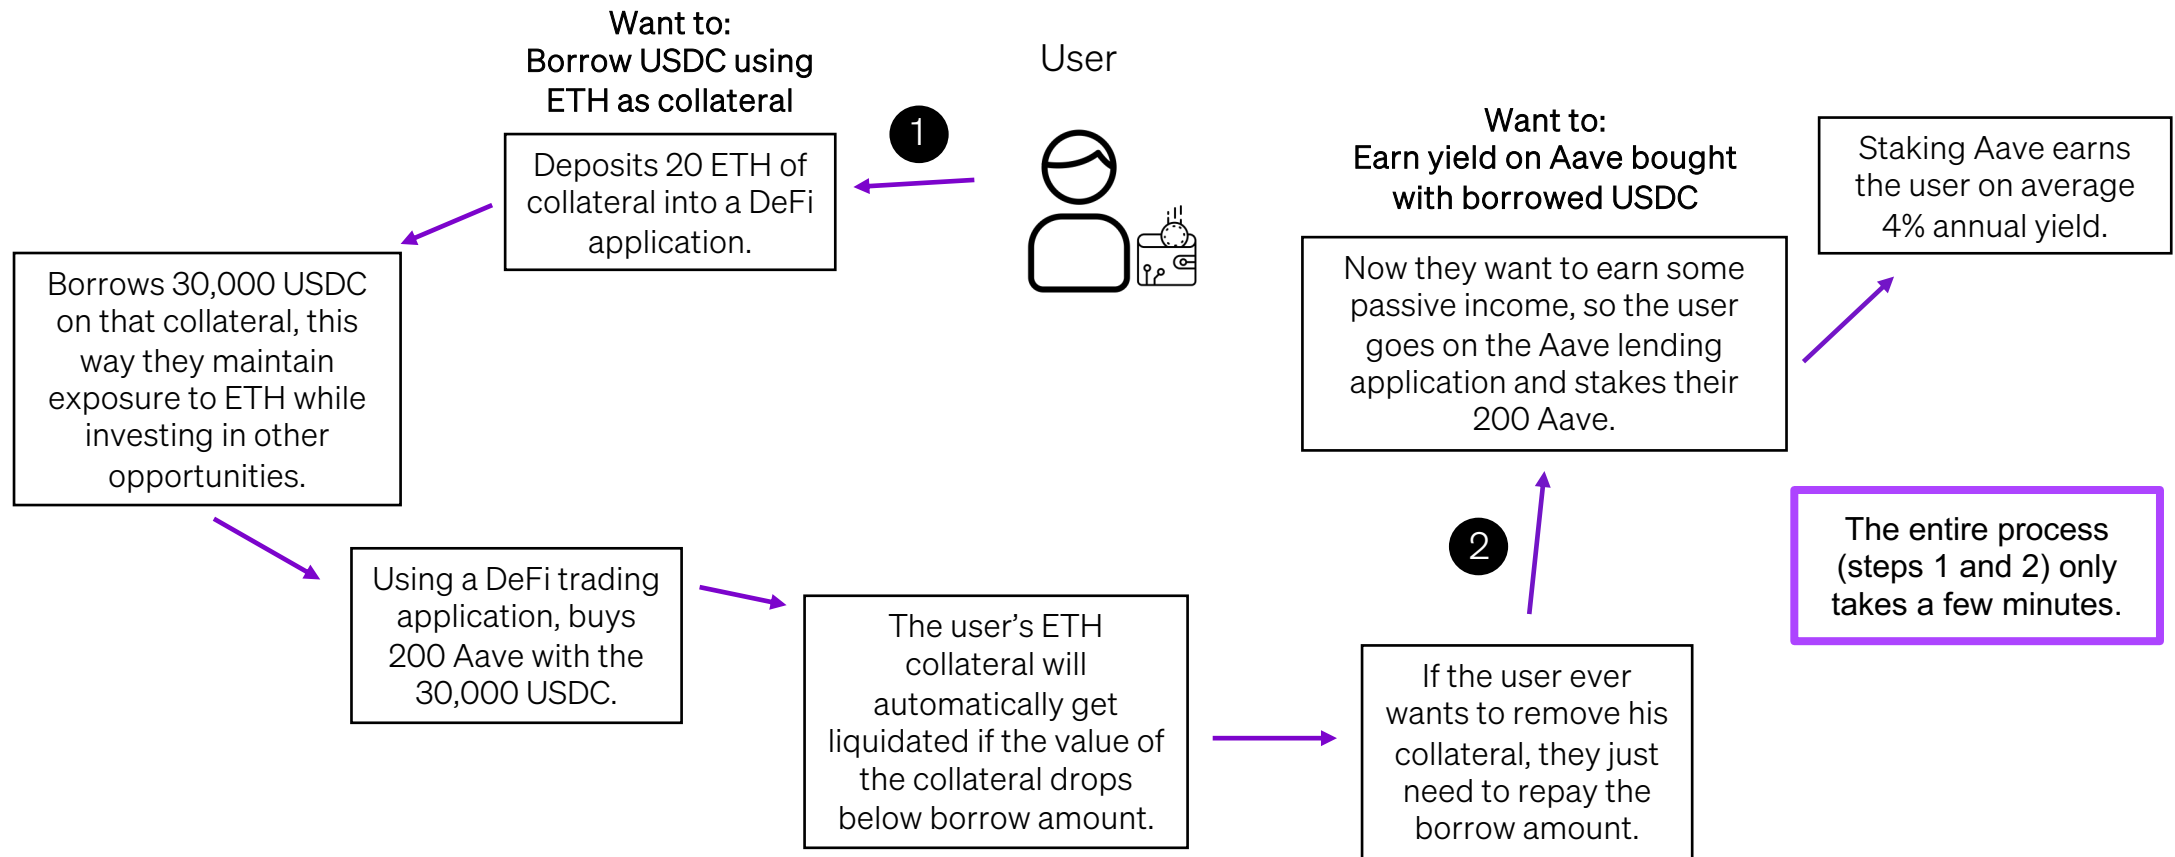 Want to:
Borrow USDC using
ETH as collateral
User
1
Deposits 20 ETH of
collateral into a DeFi
application.
Borrows 30,000 USDC
on that collateral, this
way they maintain
exposure to ETH while
investing in other
opportunities.
Using a DeFi trading
application, buys
200 Aave with the
30,000 USDC.
The user’s ETH
collateral will
automatically get
liquidated if the value of
the collateral drops
below borrow amount.
If the user ever
wants to remove his
collateral, they just
need to repay the
borrow amount.
2
Want to:
Earn yield on Aave bought
with borrowed USDC
Now they want to earn some
passive income, so the user
goes on the Aave lending
application and stakes their
200 Aave.
Staking Aave earns
the user on average
4% annual yield.
The entire process
(steps 1 and 2) only
takes a few minutes.